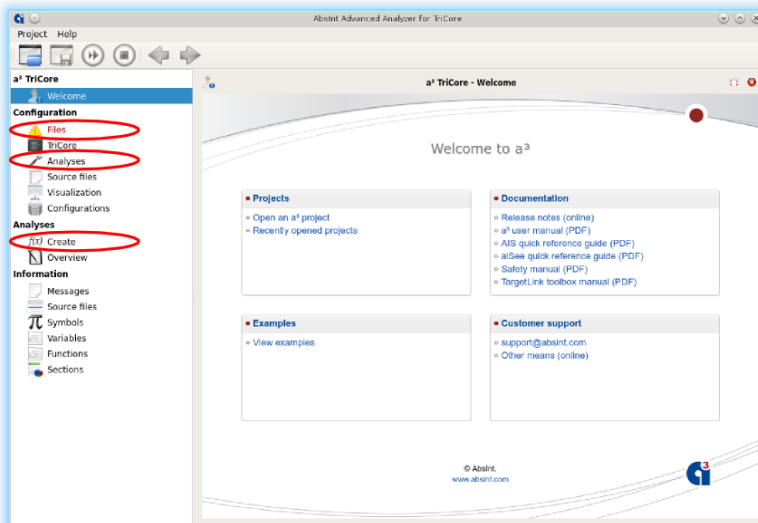 AbsInt Advanced Analyzer for TriCore
Project Help
a³ TriCore
Welcome
Configuration
Files
TriCore
Analyses
Source files
Visualization
Configurations
Analyses
f(x) Create
Overview
Information
Messages
Source files
Symbols
Variables
Functions
Sections
a³ TriCore - Welcome
Welcome to a³
Projects
» Open an a³ project
» Recently opened projects
Documentation
» Release notes (online)
» a³ user manual (PDF)
» AIS quick reference guide (PDF)
» aiSee quick reference guide (PDF)
» Safety manual (PDF)
» TargetLink toolbox manual (PDF)
Examples
» View examples
Customer support
» support@absint.com
» Other means (online)
© AbsInt.
www.absint.com
a3